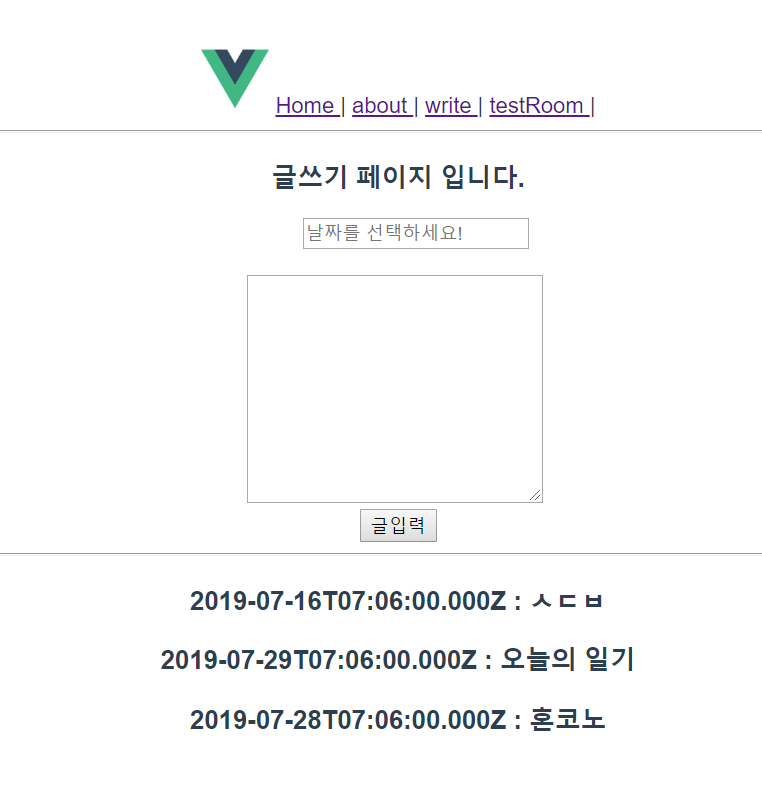 Home | about | write | testRoom |
글쓰기 페이지 입니다.
날짜를 선택하세요!
글입력
2019-07-16T07:06:00.000Z : ㅅㄷㅂ
2019-07-29T07:06:00.000Z : 오늘의 일기
2019-07-28T07:06:00.000Z : 혼코노